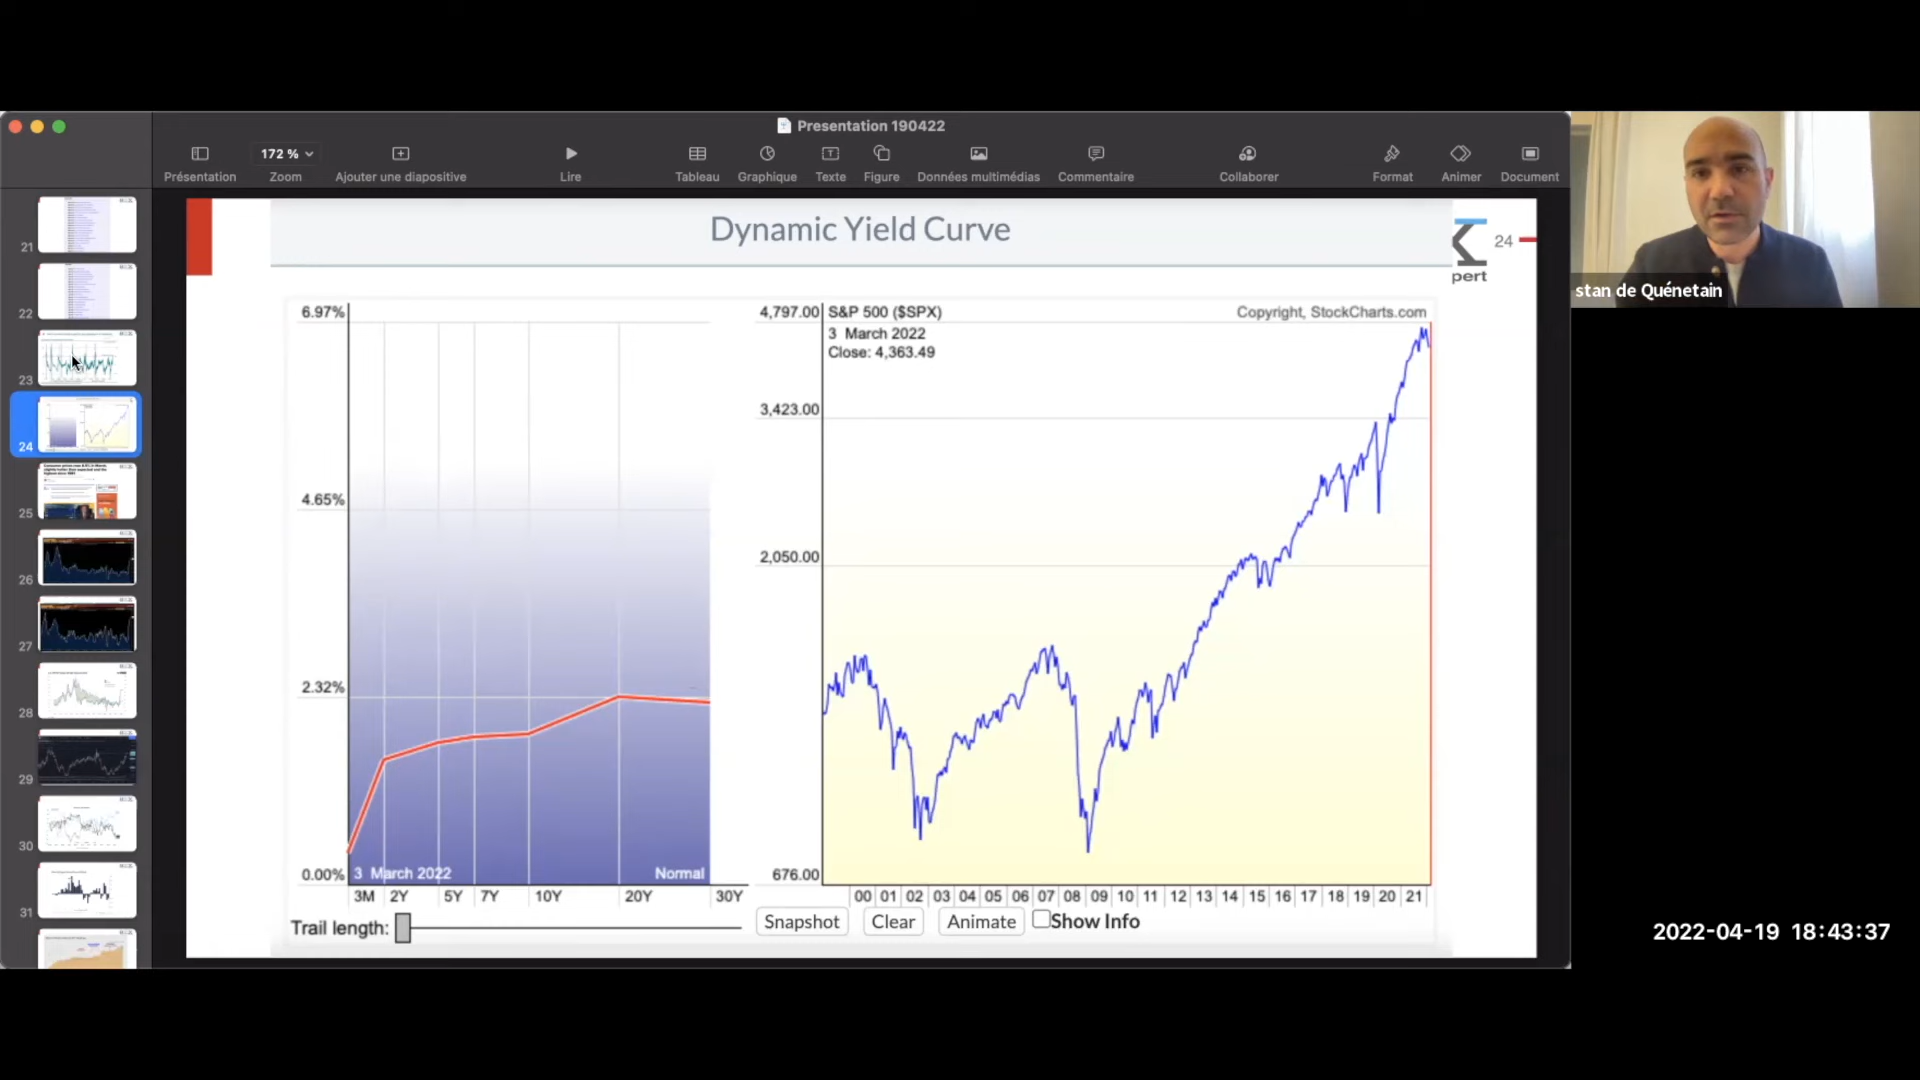 Presentation 190422
172 %
Présentation
Zoom
Ajouter une diapositive
Lire
Tableau
Graphique
Texte
Figure
Données multimédias
Commentaire
Collaborer
Format
Animer
Document
21
22
23
24
25
26
27
28
29
30
31
Dynamic Yield Curve
24
pert
6.97%
4.65%
2.32%
0.00%
3 March 2022
Normal
3M 2Y 5Y 7Y 10Y 20Y 30Y
4,797.00
3,423.00
2,050.00
676.00
S&P 500 ($SPX)
3 March 2022
Close: 4,363.49
Copyright, StockCharts.com
00 01 02 03 04 05 06 07 08 09 10 11 12 13 14 15 16 17 18 19 20 21
Trail length:
Snapshot
Clear
Animate
Show Info
stan de Quénetain
2022-04-19 18:43:37